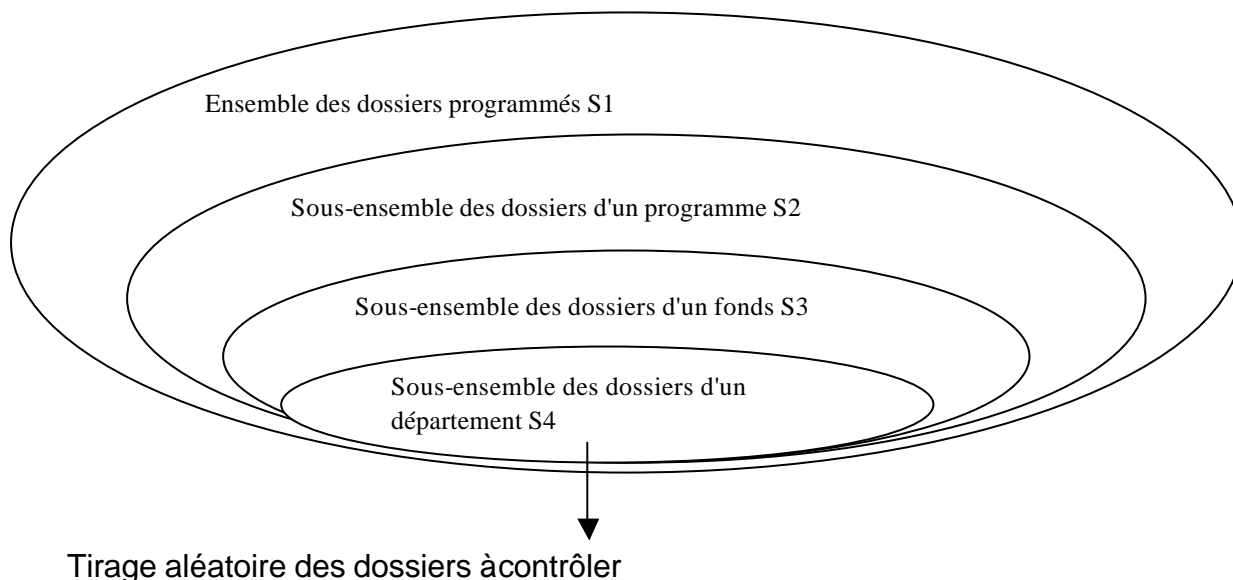 Ensemble des dossiers programmés S1
Sous-ensemble des dossiers d'un programme S2
Sous-ensemble des dossiers d'un fonds S3
Sous-ensemble des dossiers d'un
département S4
Tirage aléatoire des dossiers àcontrôler